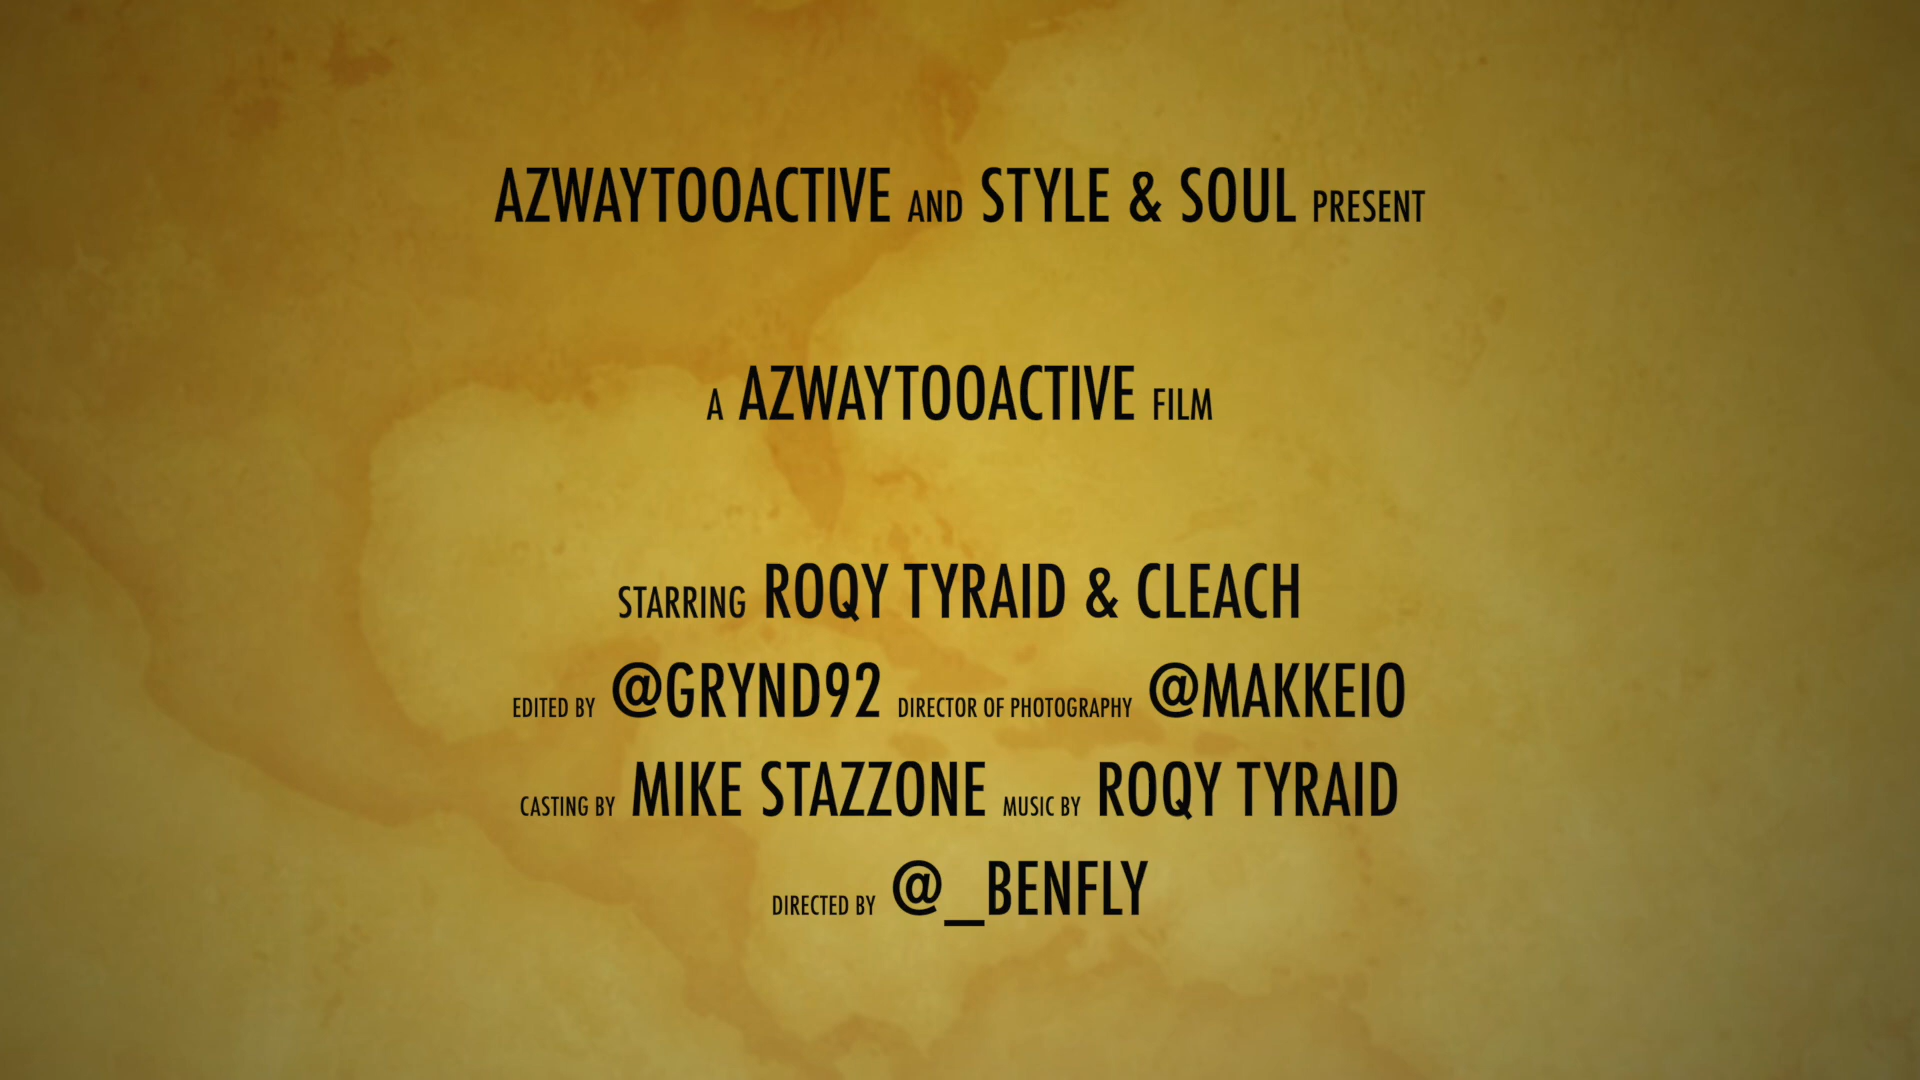 AZWAYTOOACTIVE AND STYLE & SOUL PRESENT
A AZWAYTOOACTIVE FILM
STARRING ROQY TYRAID & CLEACH
EDITED BY @GRYND92 DIRECTOR OF PHOTOGRAPHY @MAKKEIO
CASTING BY MIKE STAZZONE MUSIC BY ROQY TYRAID
DIRECTED BY @_BENFLY